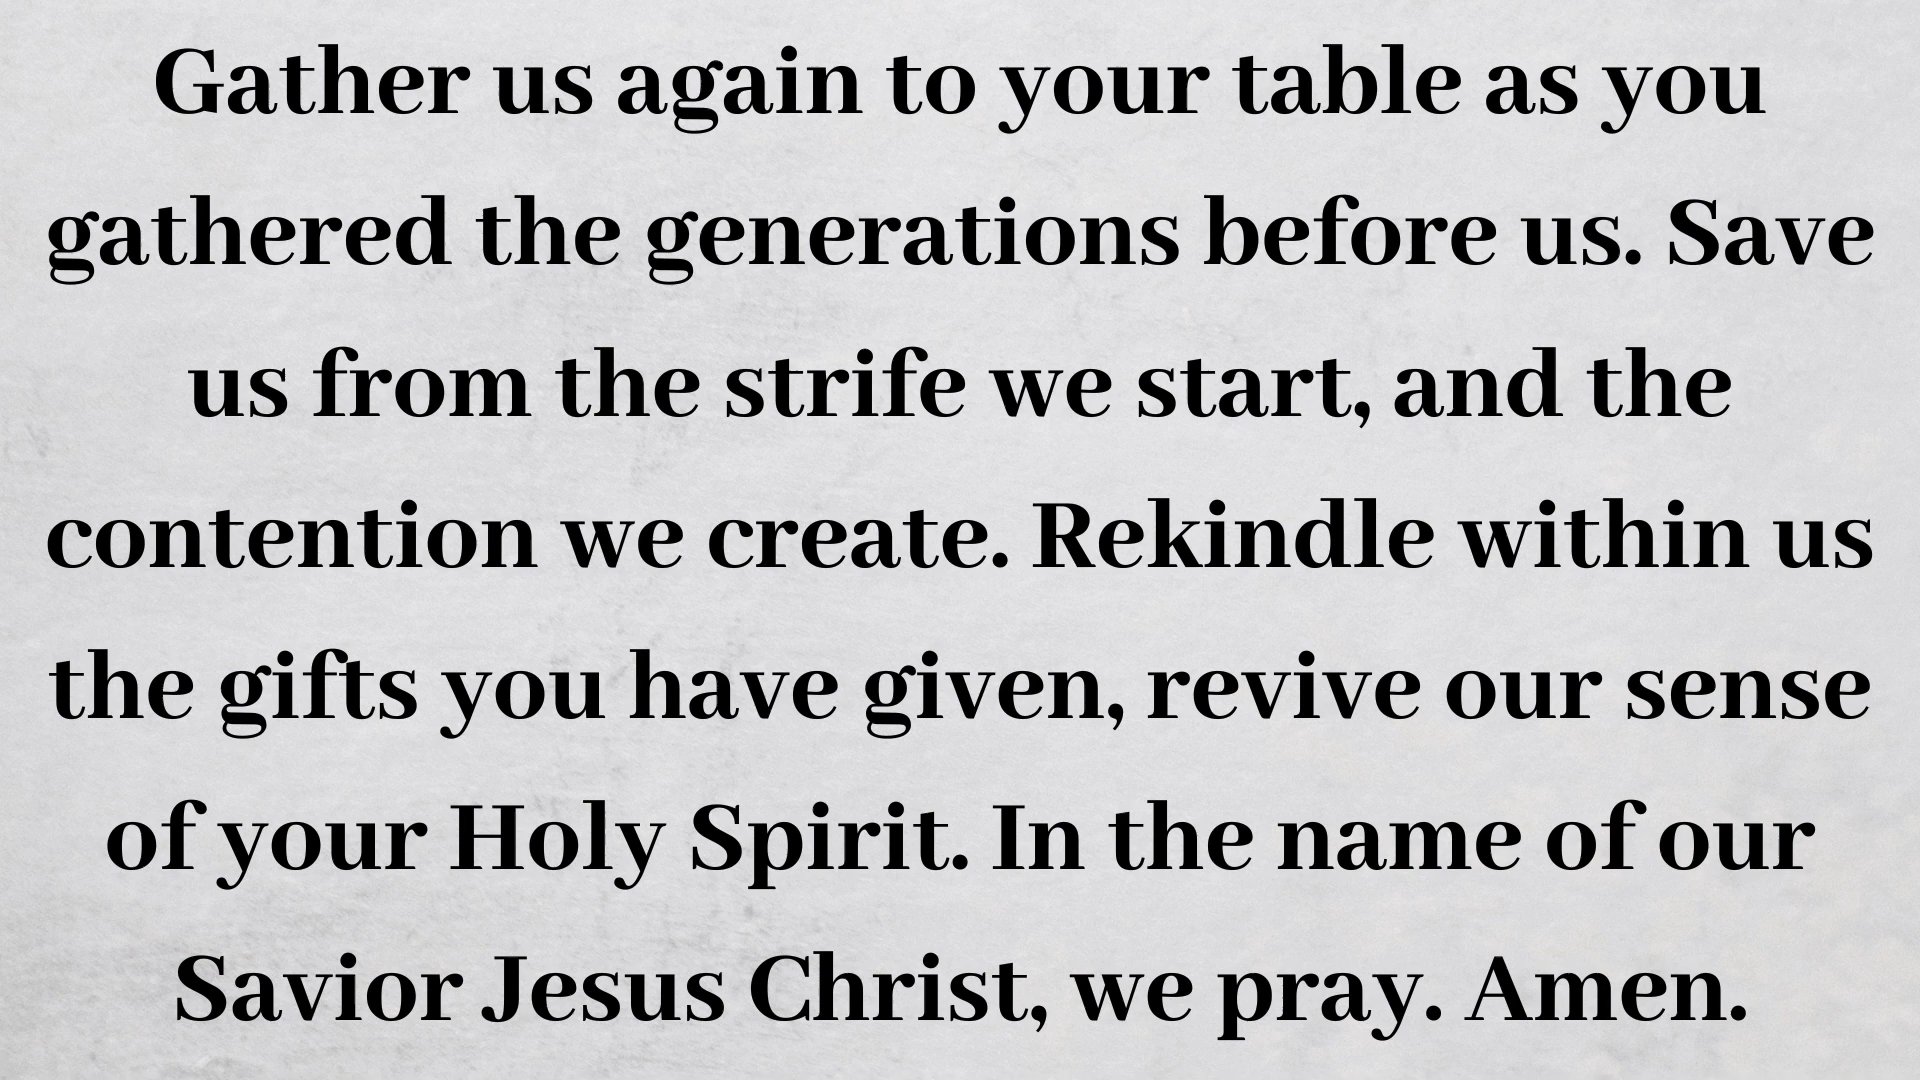 Gather us again to your table as you
gathered the generations before us. Save
us from the strife we start, and the
contention we create. Rekindle within us
the gifts you have given, revive our sense
of your Holy Spirit. In the name of our
Savior Jesus Christ, we pray. Amen.